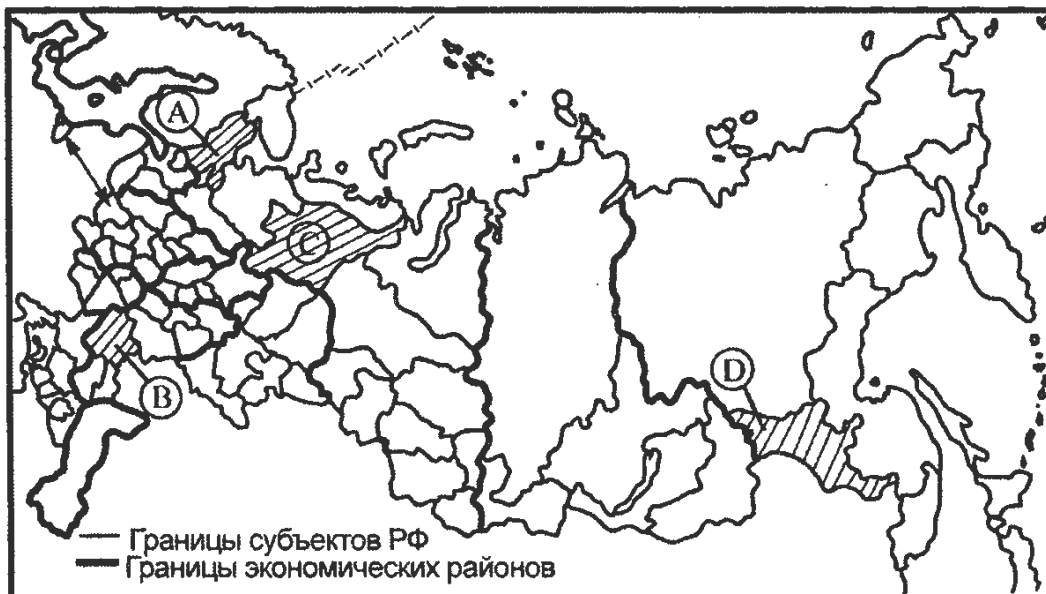 A
C
D
B
Границы субъектов РФ
Границы экономических районов